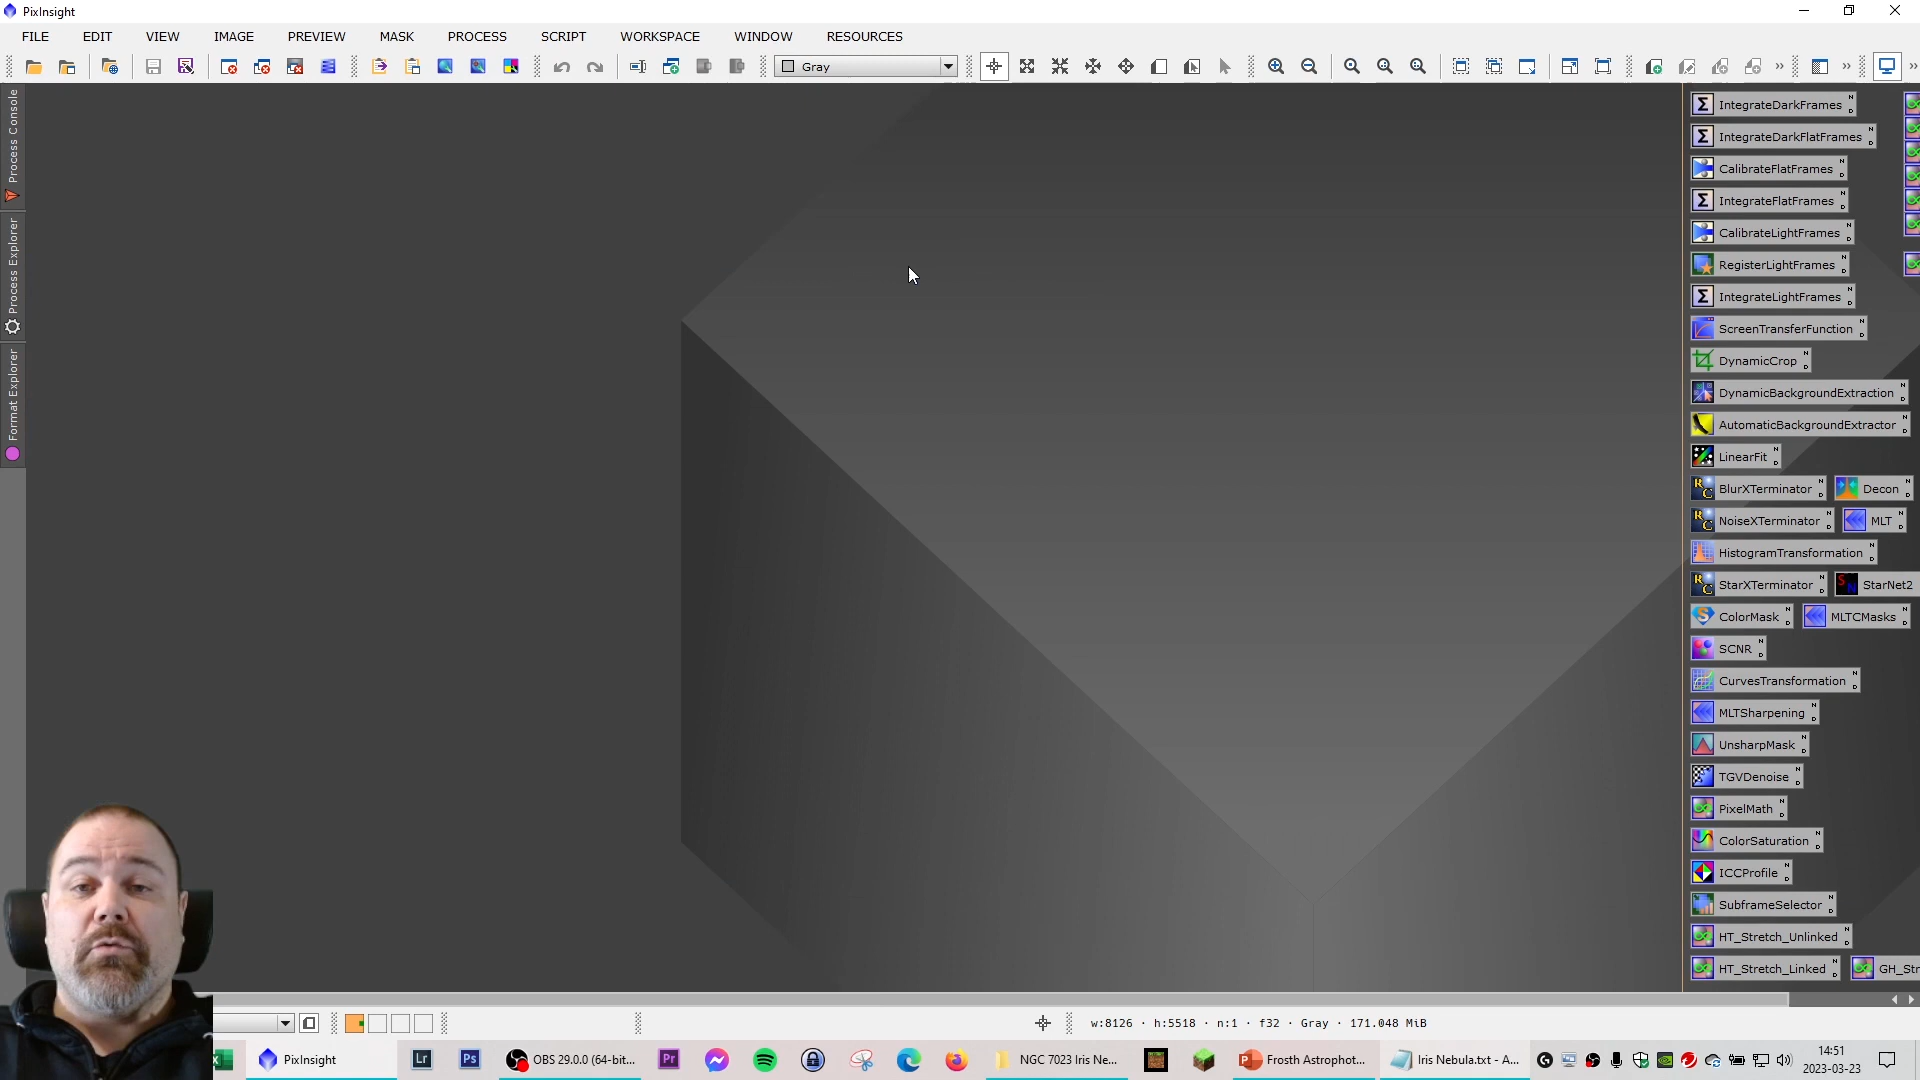 PixInsight
FILE EDIT VIEW IMAGE PREVIEW MASK PROCESS SCRIPT WORKSPACE WINDOW RESOURCES
Gray
Process Console
Process Explorer
Format Explorer
IntegrateDarkFrames
IntegrateDarkFlatFrames
CalibrateFlatFrames
IntegrateFlatFrames
CalibrateLightFrames
RegisterLightFrames
IntegrateLightFrames
ScreenTransferFunction
DynamicCrop
DynamicBackgroundExtraction
AutomaticBackgroundExtractor
LinearFit
BlurXTerminator Decon
NoiseXTerminator MLT
HistogramTransformation
StarXTerminator StarNet2
ColorMask MLTCMasks
SCNR
CurvesTransformation
MLTSharpening
UnsharpMask
TGVDenoise
PixelMath
ColorSaturation
ICCProfile
SubframeSelector
HT_Stretch_Unlinked
HT_Stretch_Linked GH_Str
w:8126 · h:5518 · n:1 · f32 · Gray · 171.048 MiB
PixInsight Lr Ps OBS 29.0.0 (64-bit... Pr NGC 7023 Iris Ne... Frosth Astrophot... Iris Nebula.txt - A...
14:51
2023-03-23